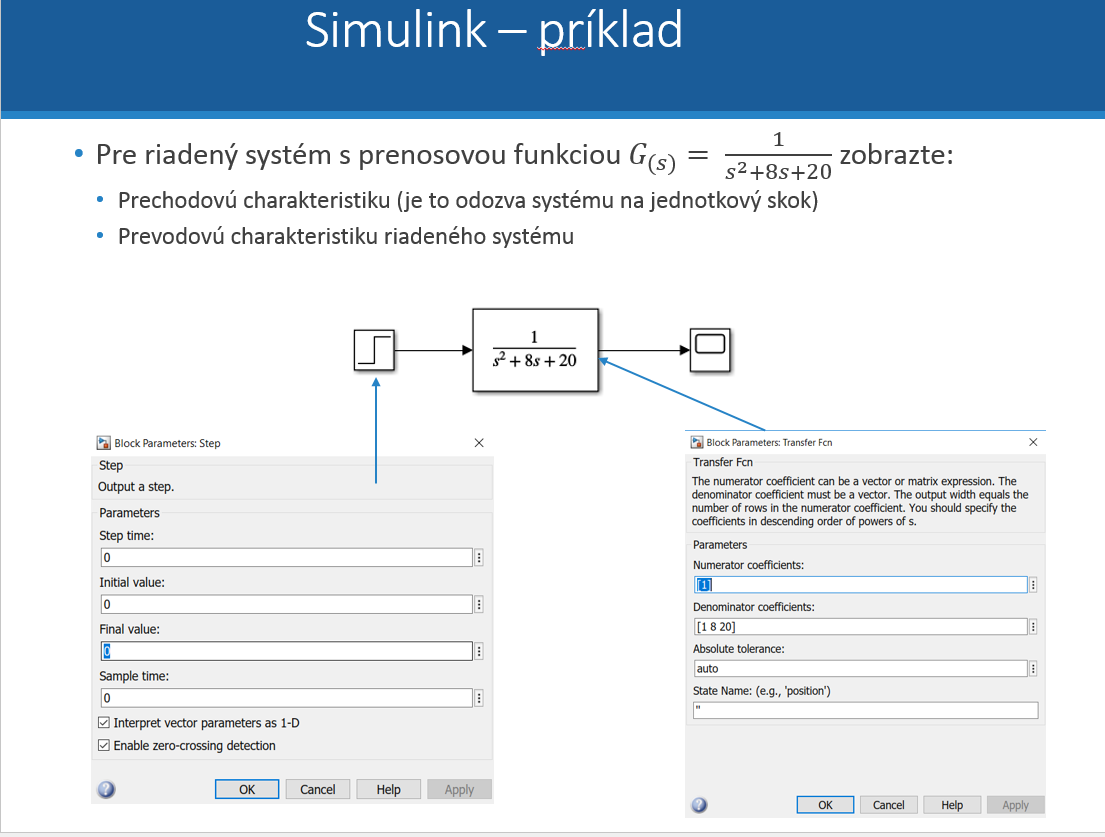 Simulink – príklad
• Pre riadený systém s prenosovou funkciou G(s) = 1 / (s²+8s+20) zobrazte:
• Prechodovú charakteristiku (je to odozva systému na jednotkový skok)
• Prevodovú charakteristiku riadeného systému
1
s² + 8s + 20
Block Parameters: Step
Step
Output a step.
Parameters
Step time:
0
Initial value:
0
Final value:
0
Sample time:
0
Interpret vector parameters as 1-D
Enable zero-crossing detection
OK Cancel Help Apply
Block Parameters: Transfer Fcn
Transfer Fcn
The numerator coefficient can be a vector or matrix expression. The
denominator coefficient must be a vector. The output width equals the
number of rows in the numerator coefficient. You should specify the
coefficients in descending order of powers of s.
Parameters
Numerator coefficients:
[1]
Denominator coefficients:
[1 8 20]
Absolute tolerance:
auto
State Name: (e.g., 'position')
''
OK Cancel Help Apply